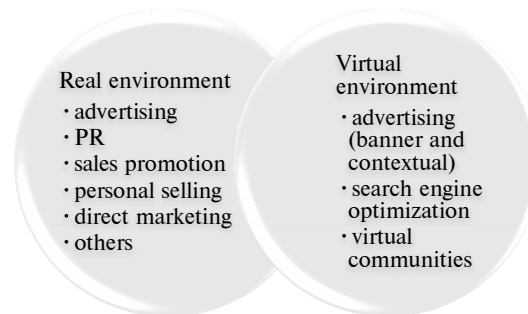 Real environment
· advertising
· PR
· sales promotion
· personal selling
· direct marketing
· others
Virtual
environment
· advertising
(banner and
contextual)
· search engine
optimization
· virtual
communities